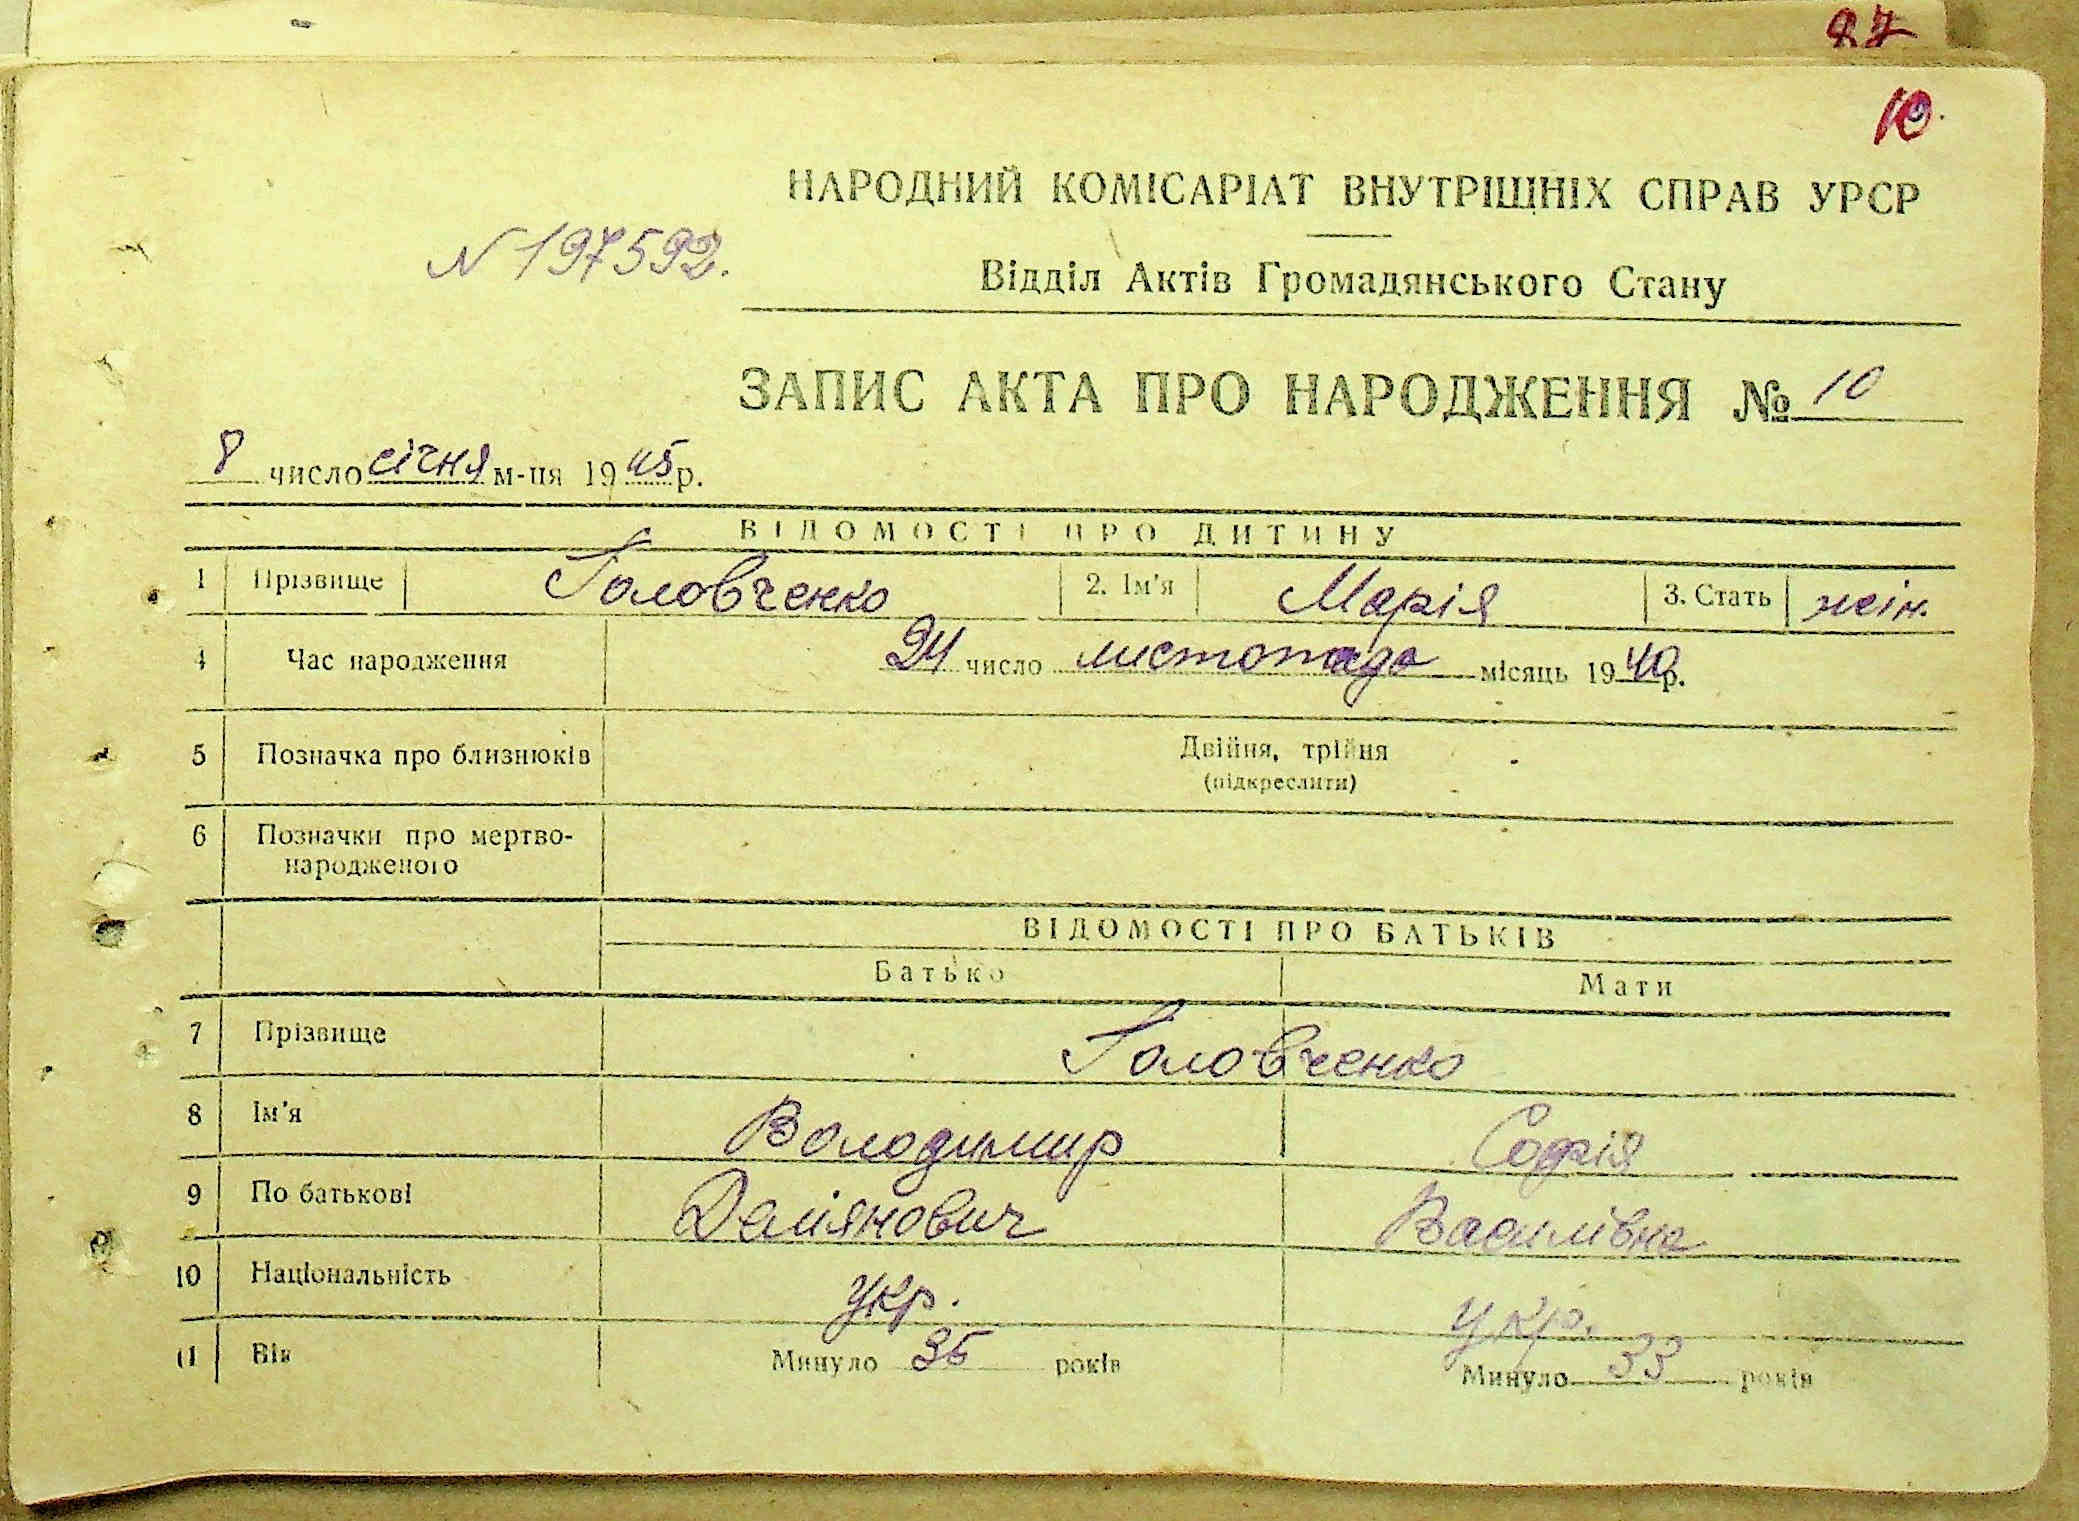 27
10.
НАРОДНИЙ КОМІСАРІАТ ВНУТРІШНІХ СПРАВ УРСР
N 197592.
Відділ Актів Громадянського Стану
ЗАПИС АКТА ПРО НАРОДЖЕННЯ № 10
8 число січня м-ця 1945 р.
ВІДОМОСТІ ПРО ДИТИНУ
1 Прізвище Головченко 2. Ім'я Марія 3. Стать жін.
4 Час народження 24 число листопада місяць 1940 р.
5 Позначка про близнюків Двійня, трійня
(підкреслити)
6 Позначки про мертво-
народженого
ВІДОМОСТІ ПРО БАТЬКІВ
Батько Мати
7 Прізвище Головченко
8 Ім'я Володимир Софія
9 По батькові Демянович Василівна
10 Національність укр. укр.
11 Вік Минуло 35 років Минуло 33 років